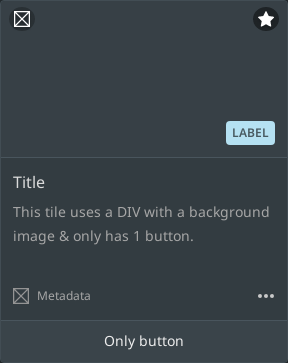 LABEL
Title
This tile uses a DIV with a background
image & only has 1 button.
Metadata
Only button